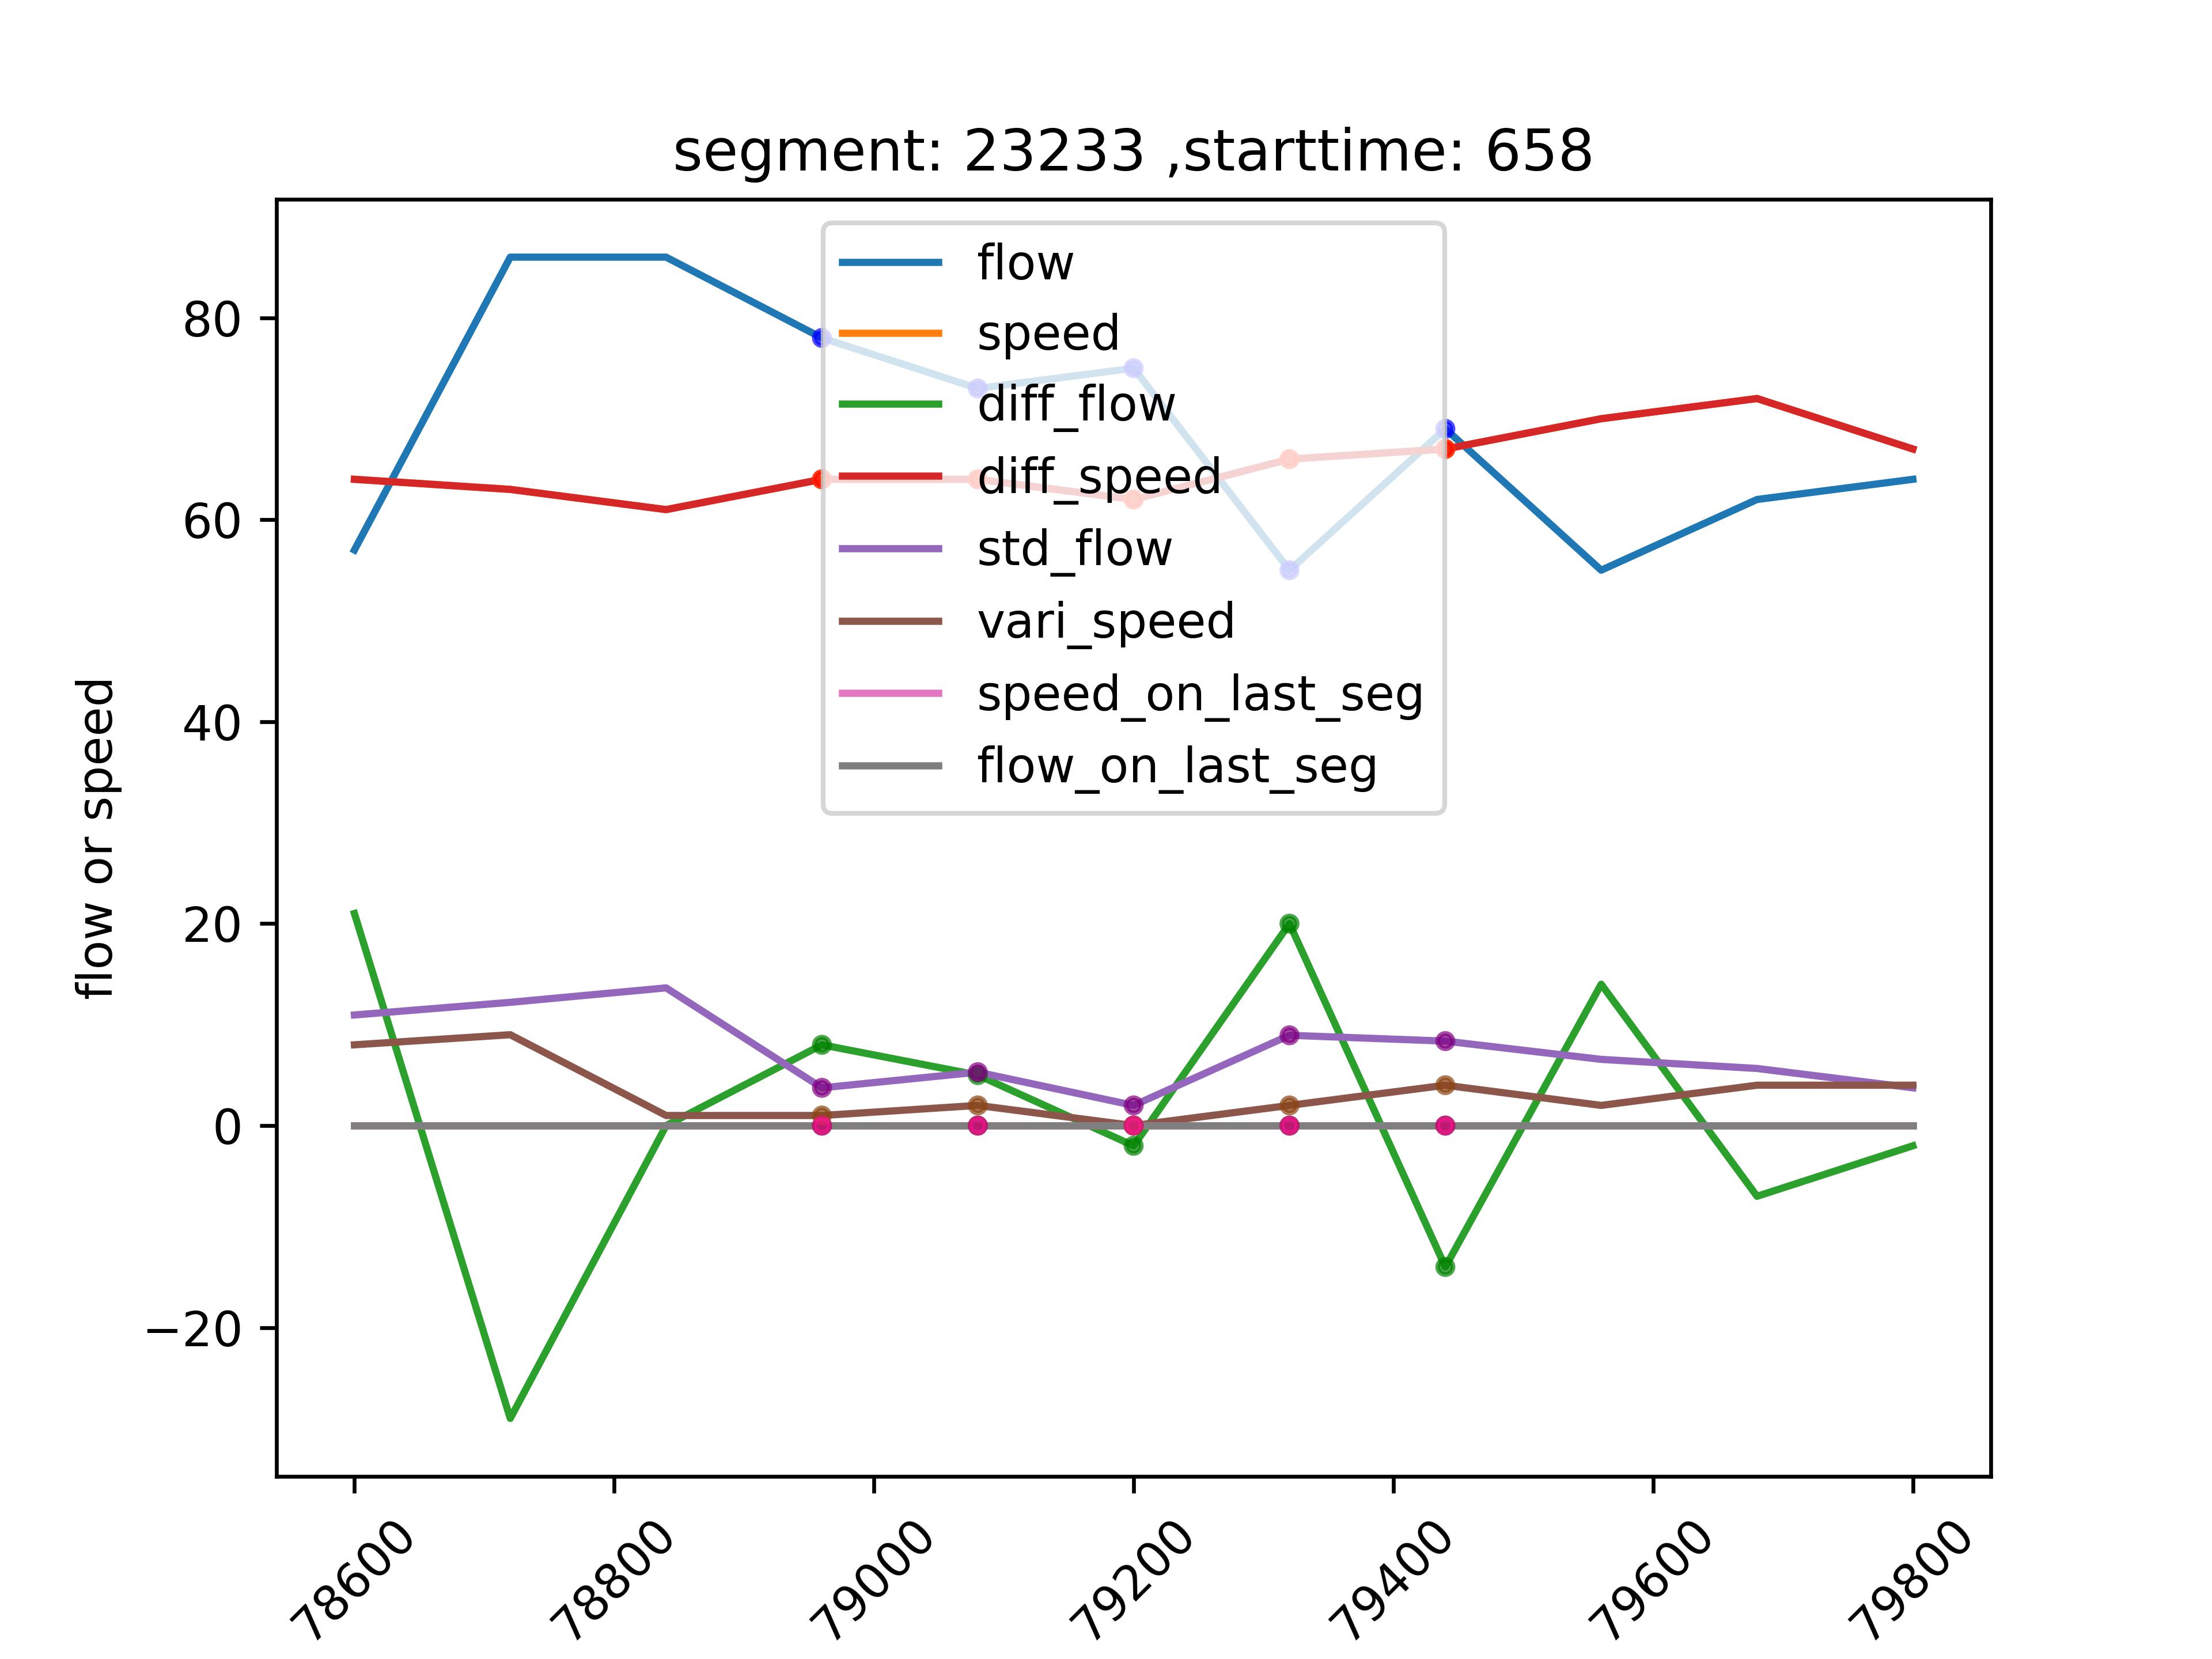 segment: 23233 ,starttime: 658
flow
speed
diff_flow
diff_speed
std_flow
vari_speed
speed_on_last_seg
flow_on_last_seg
flow or speed
80
60
40
20
0
−20
78600
78800
79000
79200
79400
79600
79800